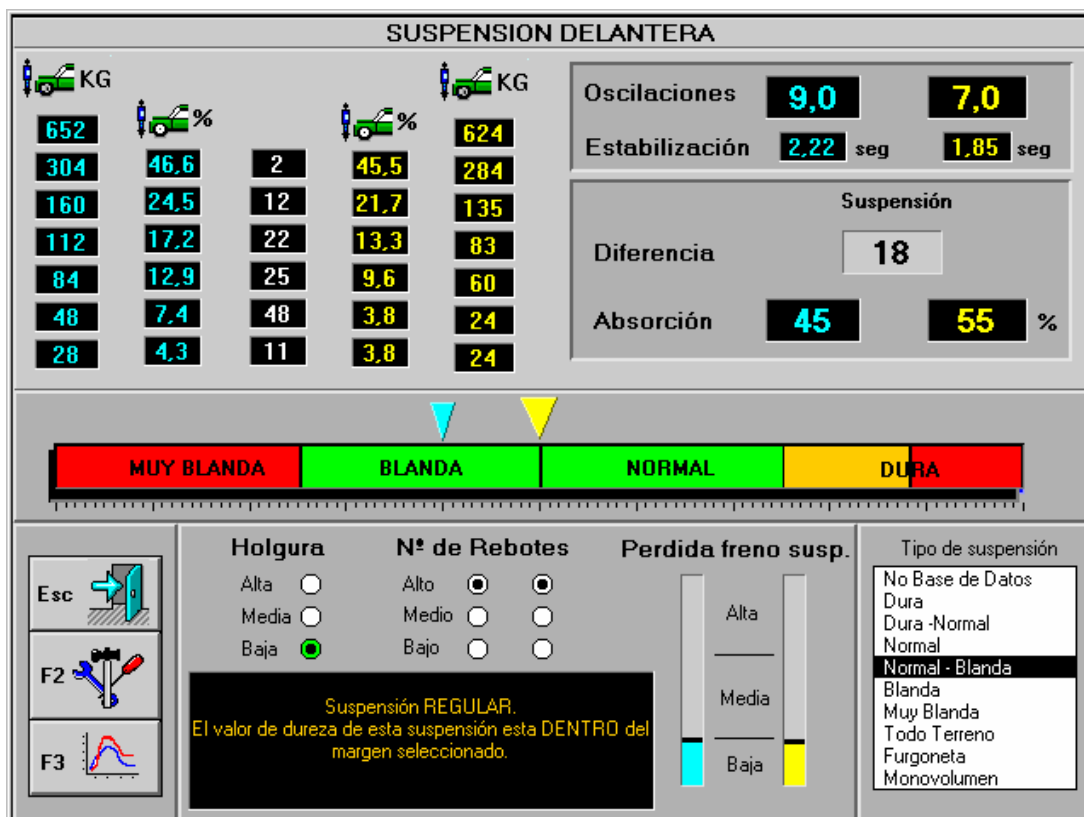 SUSPENSION DELANTERA
KG
KG
% %
652 624
304 46,6 2 45,5 284
160 24,5 12 21,7 135
112 17,2 22 13,3 83
84 12,9 25 9,6 60
48 7,4 48 3,8 24
28 4,3 11 3,8 24
Oscilaciones 9,0 7,0
Estabilización 2,22 seg 1,85 seg
Suspensión
Diferencia 18
Absorción 45 55 %
MUY BLANDA BLANDA NORMAL DURA
Esc
F2
F3
Holgura Nº de Rebotes
Alta Alto
Media Medio
Baja Bajo
Suspensión REGULAR.
El valor de dureza de esta suspensión esta DENTRO del
margen seleccionado.
Perdida freno susp.
Alta
Media
Baja
Tipo de suspensión
No Base de Datos
Dura
Dura -Normal
Normal
Normal - Blanda
Blanda
Muy Blanda
Todo Terreno
Furgoneta
Monovolumen